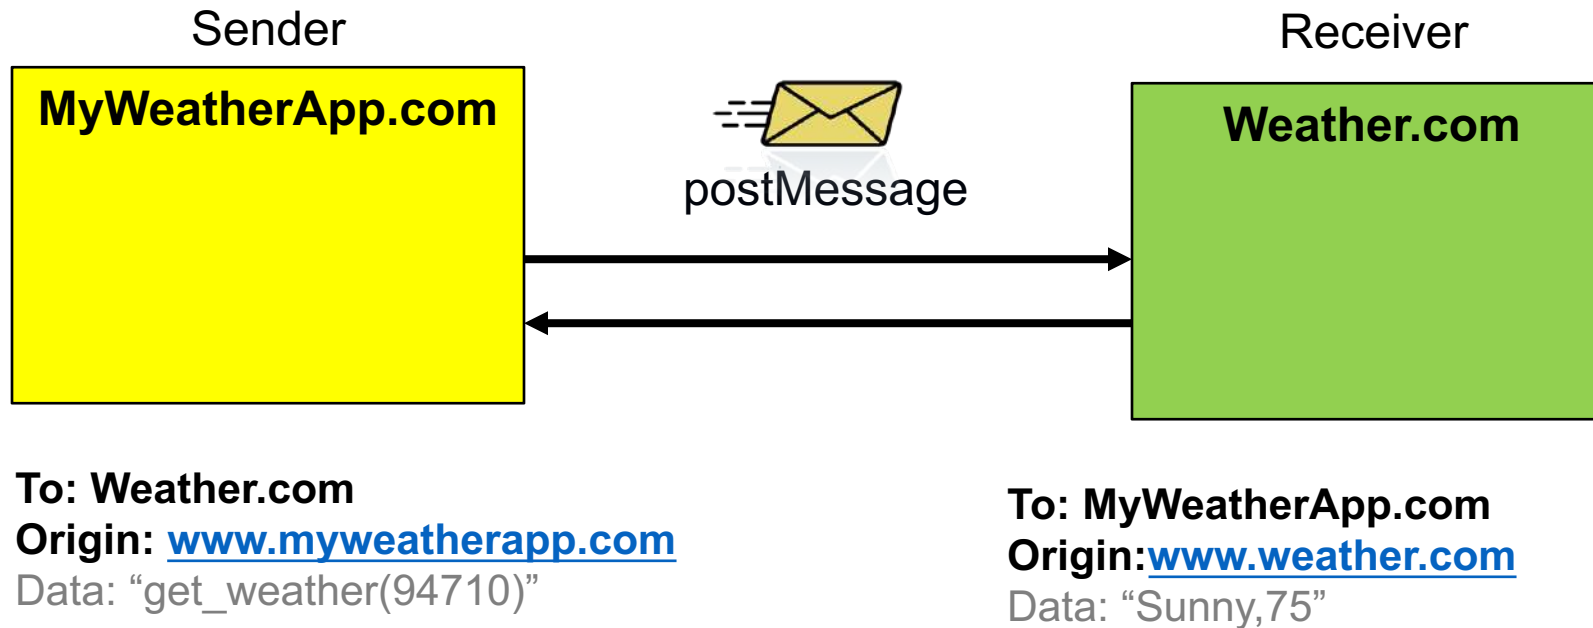 Sender
Receiver
MyWeatherApp.com
Weather.com
postMessage
To: Weather.com
Origin: www.myweatherapp.com
Data: “get_weather(94710)”
To: MyWeatherApp.com
Origin:www.weather.com
Data: “Sunny,75”